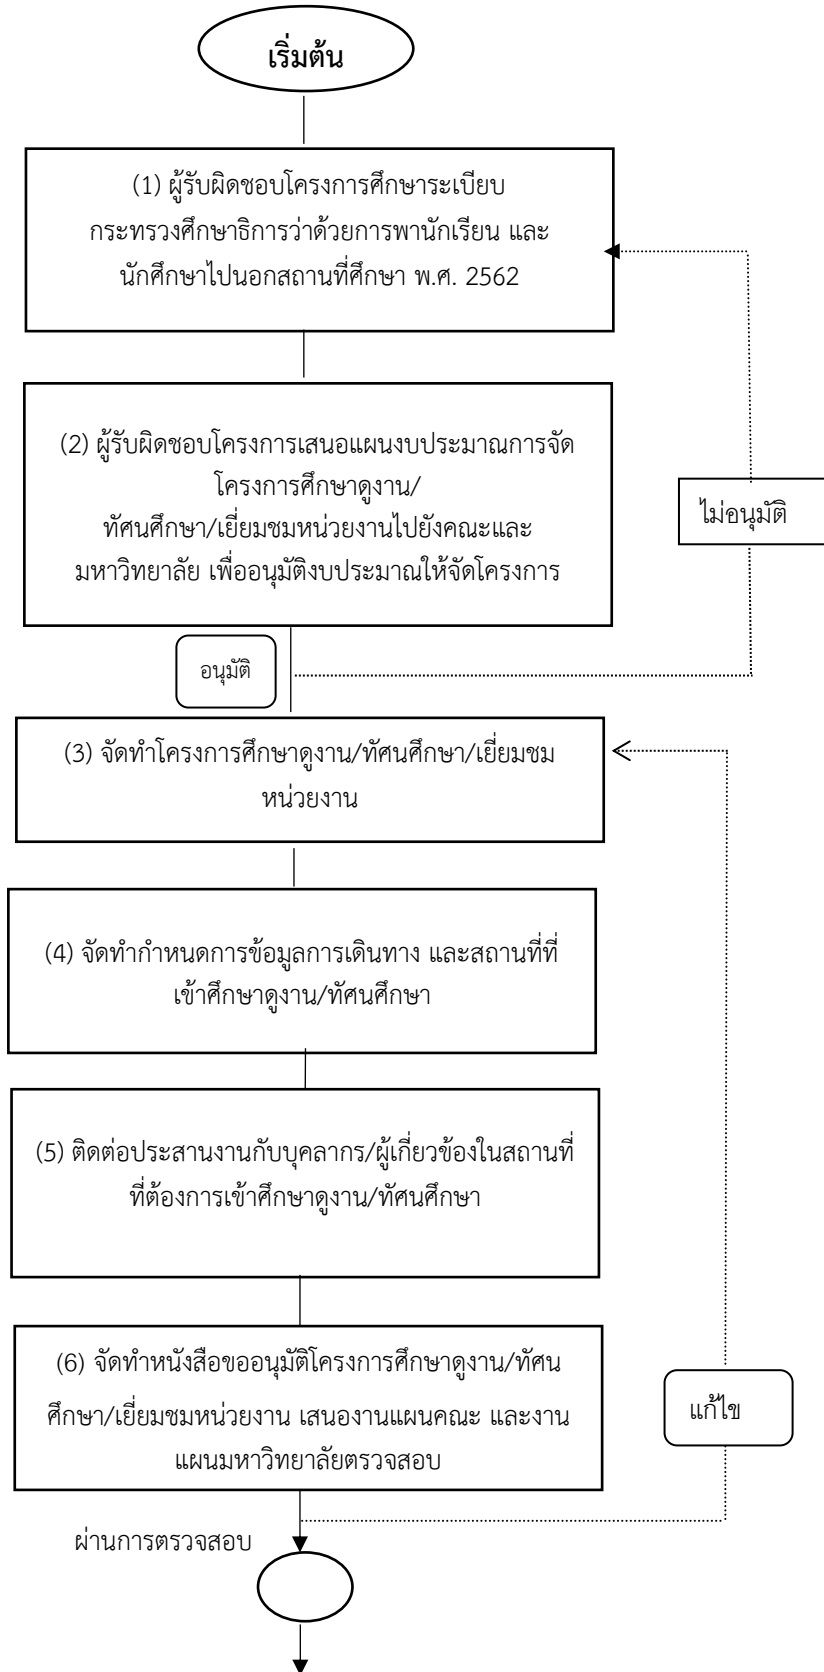 เริ่มต้น
(1) ผู้รับผิดชอบโครงการศึกษาระเบียบ
กระทรวงศึกษาธิการว่าด้วยการพานักเรียน และ
นักศึกษาไปนอกสถานที่ศึกษา พ.ศ. 2562
(2) ผู้รับผิดชอบโครงการเสนอแผนงบประมาณการจัด
โครงการศึกษาดูงาน/
ทัศนศึกษา/เยี่ยมชมหน่วยงานไปยังคณะและ
มหาวิทยาลัย เพื่ออนุมัติงบประมาณให้จัดโครงการ
ไม่อนุมัติ
อนุมัติ
(3) จัดทำโครงการศึกษาดูงาน/ทัศนศึกษา/เยี่ยมชม
หน่วยงาน
(4) จัดทำกำหนดการข้อมูลการเดินทาง และสถานที่ที่
เข้าศึกษาดูงาน/ทัศนศึกษา
(5) ติดต่อประสานงานกับบุคลากร/ผู้เกี่ยวข้องในสถานที่
ที่ต้องการเข้าศึกษาดูงาน/ทัศนศึกษา
(6) จัดทำหนังสือขออนุมัติโครงการศึกษาดูงาน/ทัศน
ศึกษา/เยี่ยมชมหน่วยงาน เสนองานแผนคณะ และงาน
แผนมหาวิทยาลัยตรวจสอบ
แก้ไข
ผ่านการตรวจสอบ